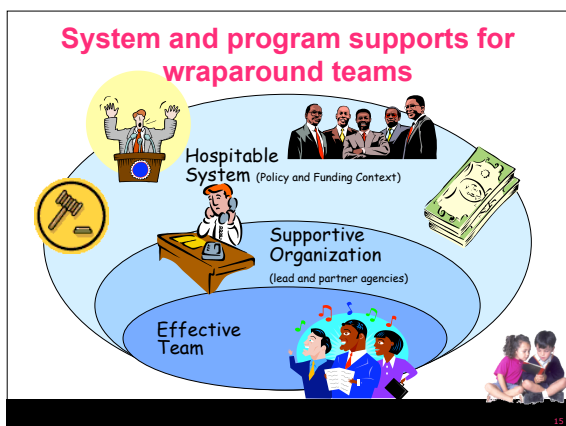 System and program supports for
wraparound teams
Hospitable
System (Policy and Funding Context)
Supportive
Organization
(lead and partner agencies)
Effective
Team
15